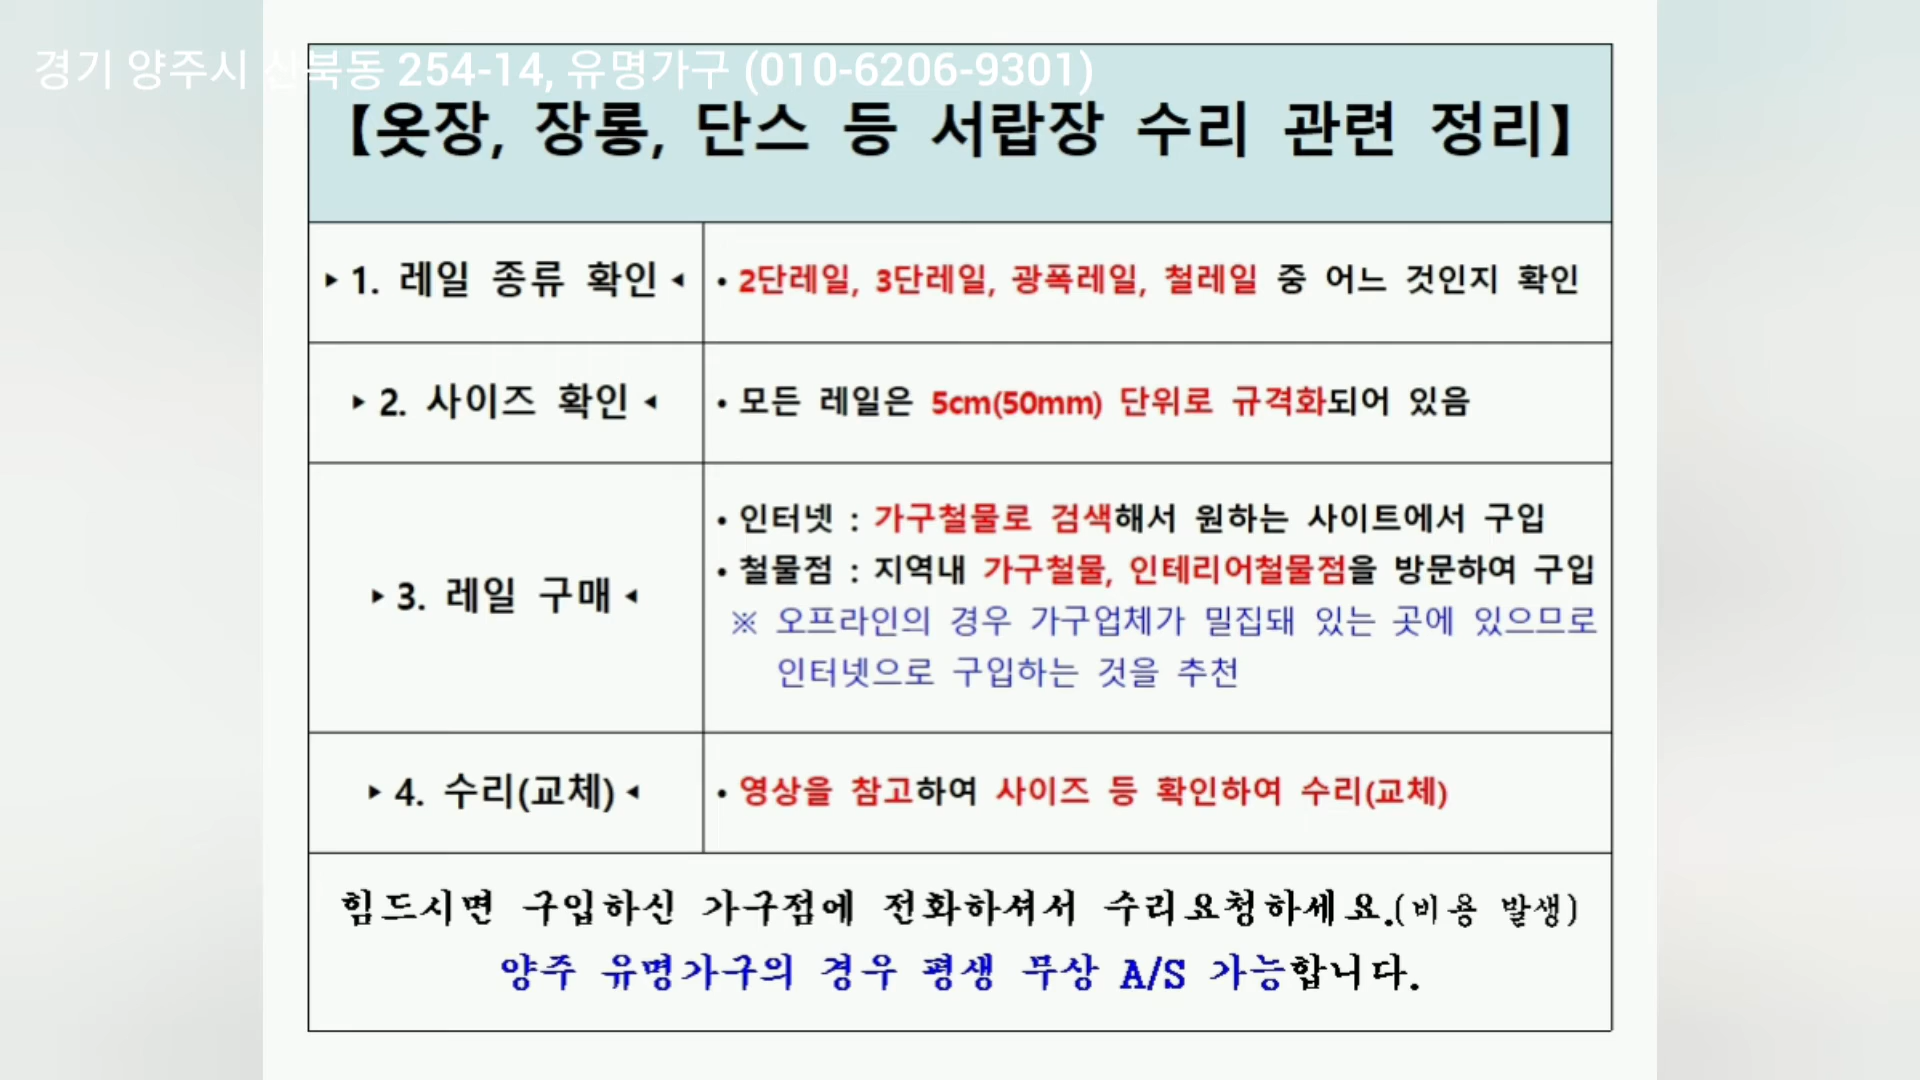 경기 양주시 산북동 254-14, 유명가구 (010-6206-9301)
【옷장, 장롱, 단스 등 서랍장 수리 관련 정리】
▸ 1. 레일 종류 확인 ◂
• 2단레일, 3단레일, 광폭레일, 철레일 중 어느 것인지 확인
▸ 2. 사이즈 확인 ◂
• 모든 레일은 5cm(50mm) 단위로 규격화되어 있음
▸ 3. 레일 구매 ◂
• 인터넷 : 가구철물로 검색해서 원하는 사이트에서 구입
• 철물점 : 지역내 가구철물, 인테리어철물점을 방문하여 구입
※ 오프라인의 경우 가구업체가 밀집돼 있는 곳에 있으므로
인터넷으로 구입하는 것을 추천
▸ 4. 수리(교체) ◂
• 영상을 참고하여 사이즈 등 확인하여 수리(교체)
힘드시면 구입하신 가구점에 전화하셔서 수리요청하세요.(비용 발생)
양주 유명가구의 경우 평생 무상 A/S 가능합니다.